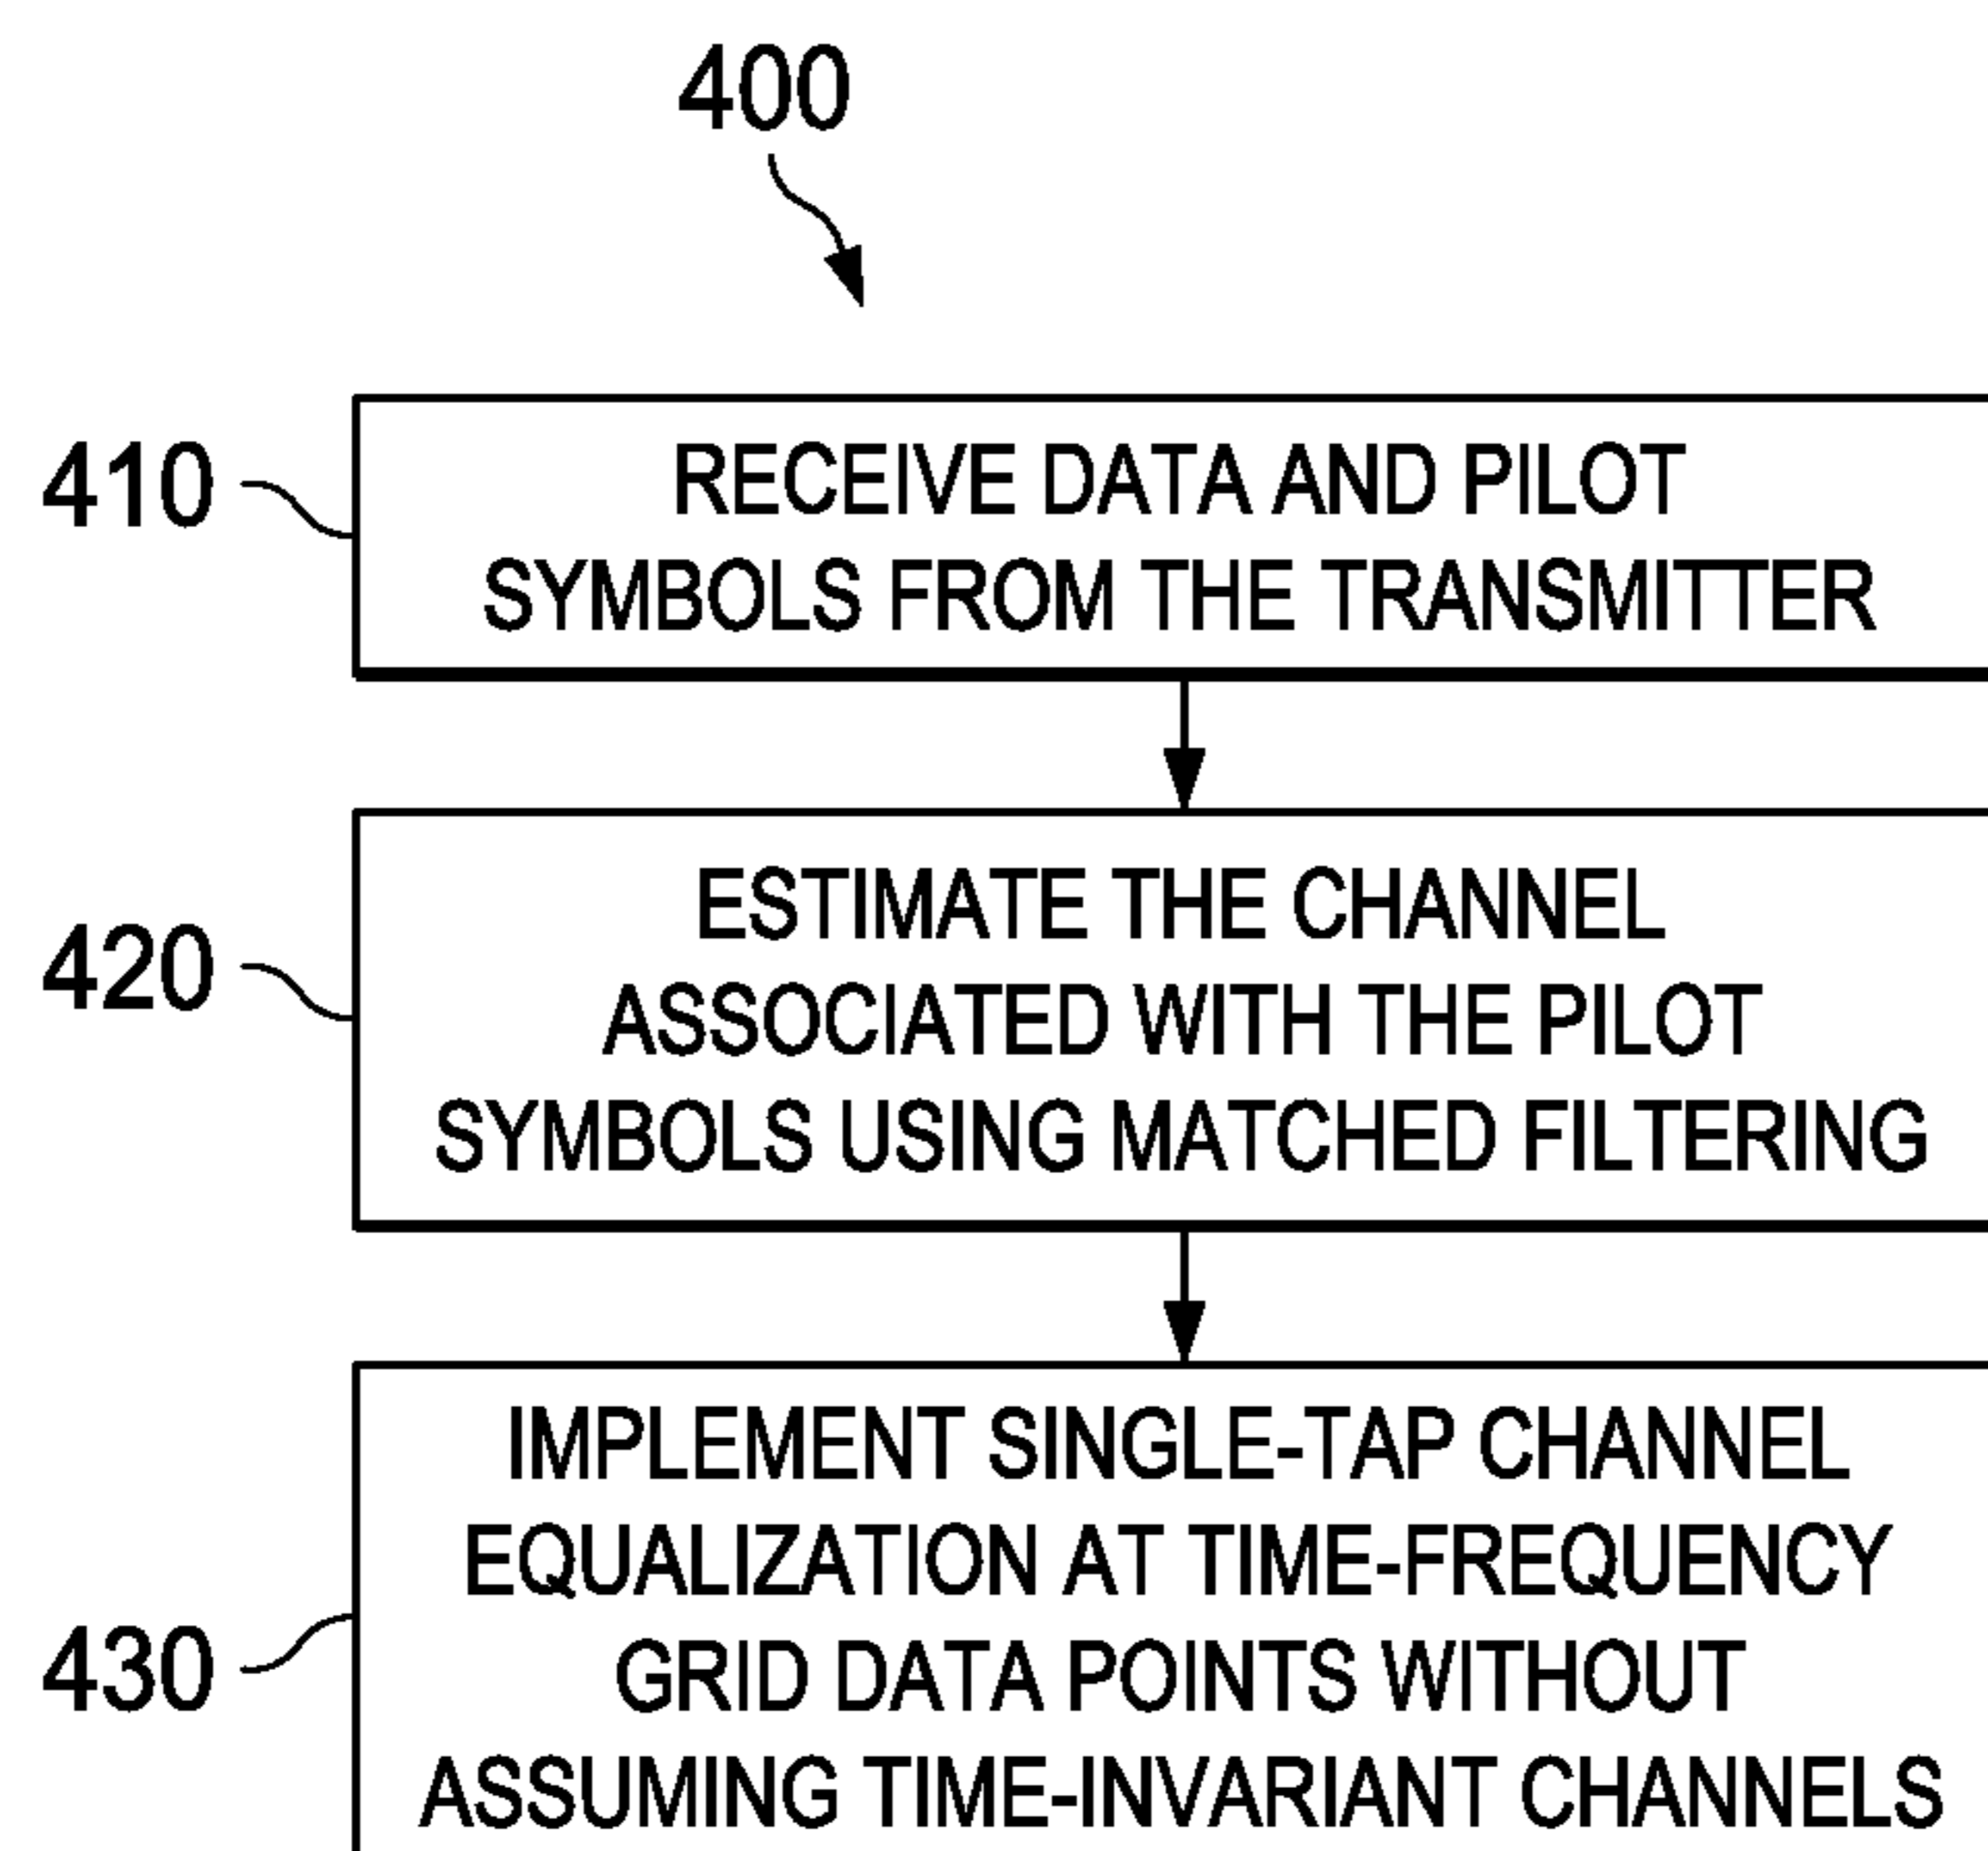 400
410
RECEIVE DATA AND PILOT
SYMBOLS FROM THE TRANSMITTER
420
ESTIMATE THE CHANNEL
ASSOCIATED WITH THE PILOT
SYMBOLS USING MATCHED FILTERING
430
IMPLEMENT SINGLE-TAP CHANNEL
EQUALIZATION AT TIME-FREQUENCY
GRID DATA POINTS WITHOUT
ASSUMING TIME-INVARIANT CHANNELS